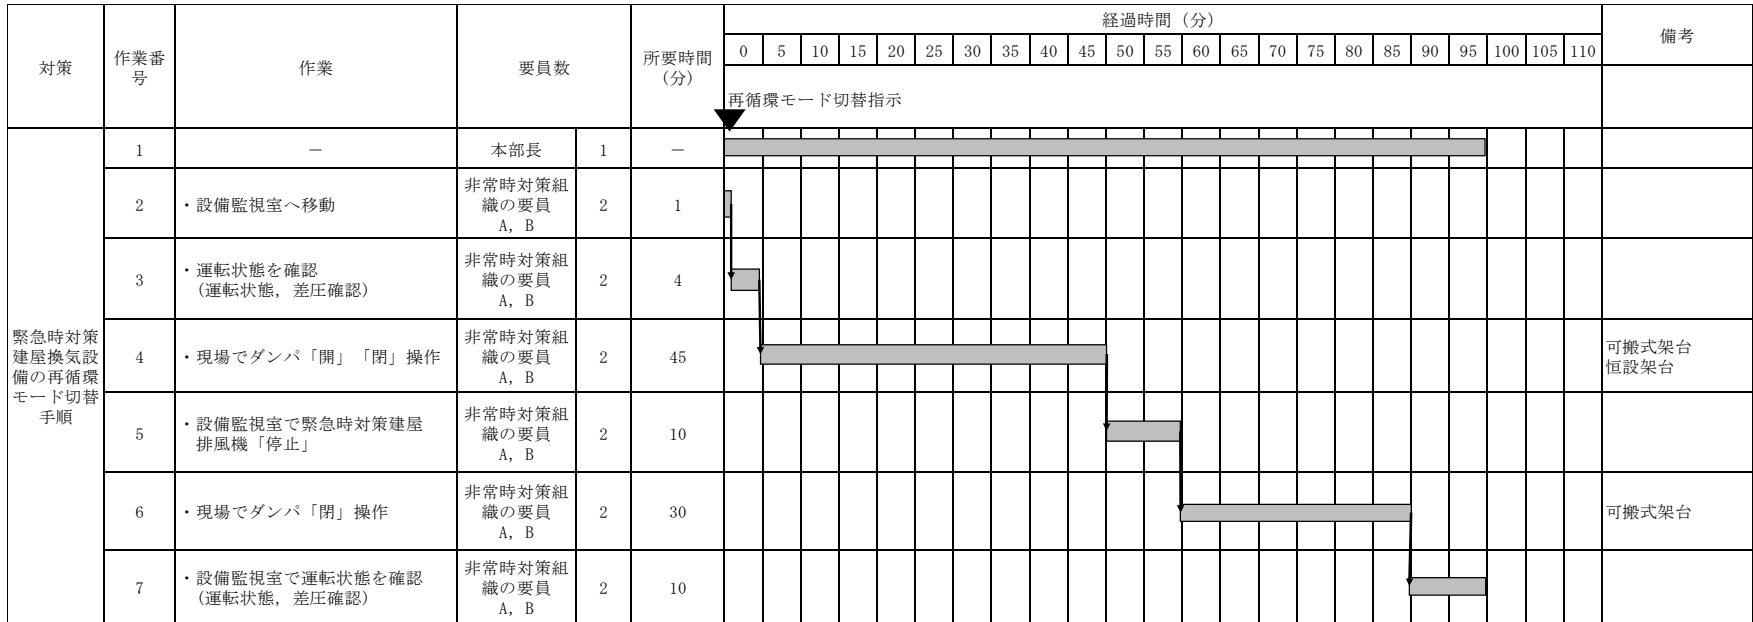 対策
作業番
号
作業
要員数
所要時間
(分)
経過時間（分）
備考
0 5 10 15 20 25 30 35 40 45 50 55 60 65 70 75 80 85 90 95 100 105 110
再循環モード切替指示
緊急時対策
建屋換気設
備の再循環
モード切替
手順
1
－
本部長
1
－
2
・設備監視室へ移動
非常時対策組
織の要員
A, B
2
1
3
・運転状態を確認
(運転状態, 差圧確認)
非常時対策組
織の要員
A, B
2
4
4
・現場でダンパ「開」「閉」操作
非常時対策組
織の要員
A, B
2
45
可搬式架台
恒設架台
5
・設備監視室で緊急時対策建屋
排風機「停止」
非常時対策組
織の要員
A, B
2
10
6
・現場でダンパ「閉」操作
非常時対策組
織の要員
A, B
2
30
可搬式架台
7
・設備監視室で運転状態を確認
(運転状態, 差圧確認)
非常時対策組
織の要員
A, B
2
10